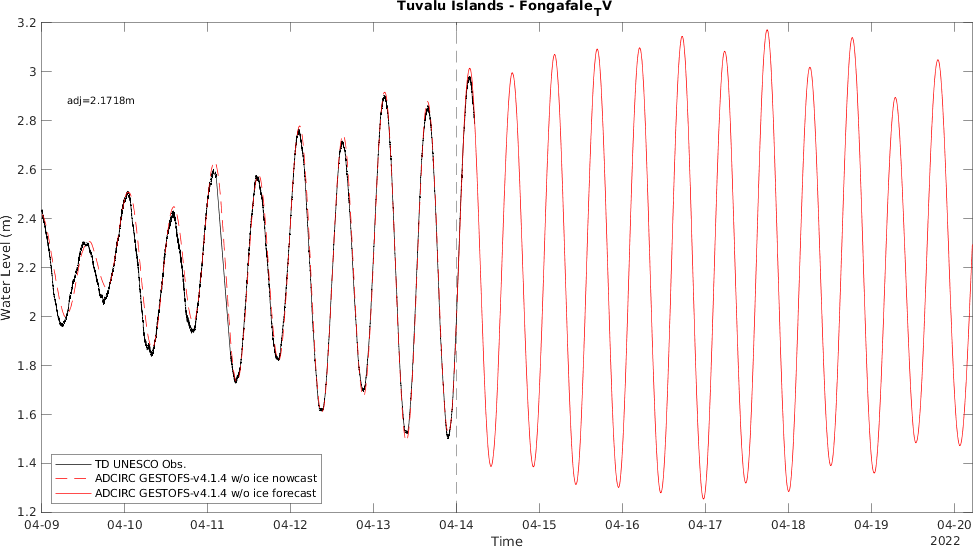 Tuvalu Islands - Fongafale_TV
3.2
3
2.8
2.6
2.4
2.2
2
1.8
1.6
1.4
1.2
Water Level (m)
adj=2.1718m
TD UNESCO Obs.
ADCIRC GESTOFS-v4.1.4 w/o ice nowcast
ADCIRC GESTOFS-v4.1.4 w/o ice forecast
04-09 04-10 04-11 04-12 04-13 04-14 04-15 04-16 04-17 04-18 04-19 04-20
Time
2022